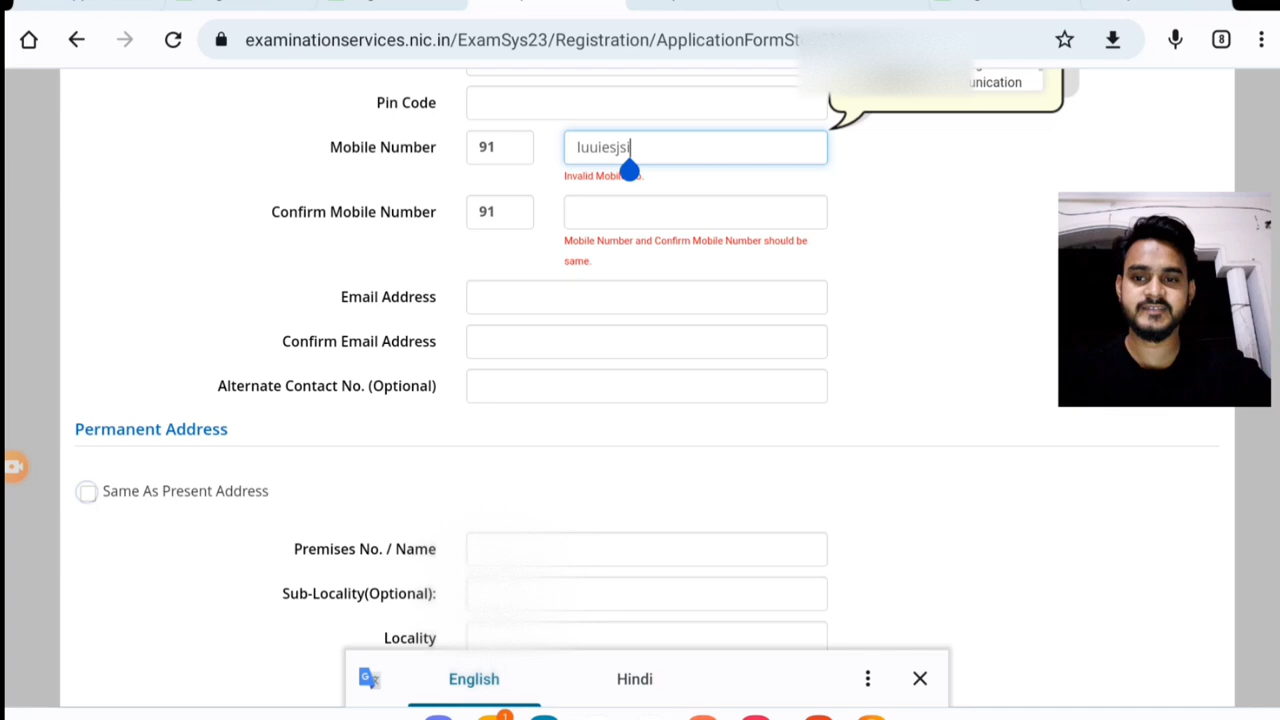 examinationservices.nic.in/ExamSys23/Registration/ApplicationFormSt
8
unication
Pin Code
Mobile Number 91 Iuuiesjsi
Invalid Mobi
Confirm Mobile Number 91
Mobile Number and Confirm Mobile Number should be
same.
Email Address
Confirm Email Address
Alternate Contact No. (Optional)
Permanent Address
Same As Present Address
Premises No. / Name
Sub-Locality(Optional):
Locality
English Hindi
1